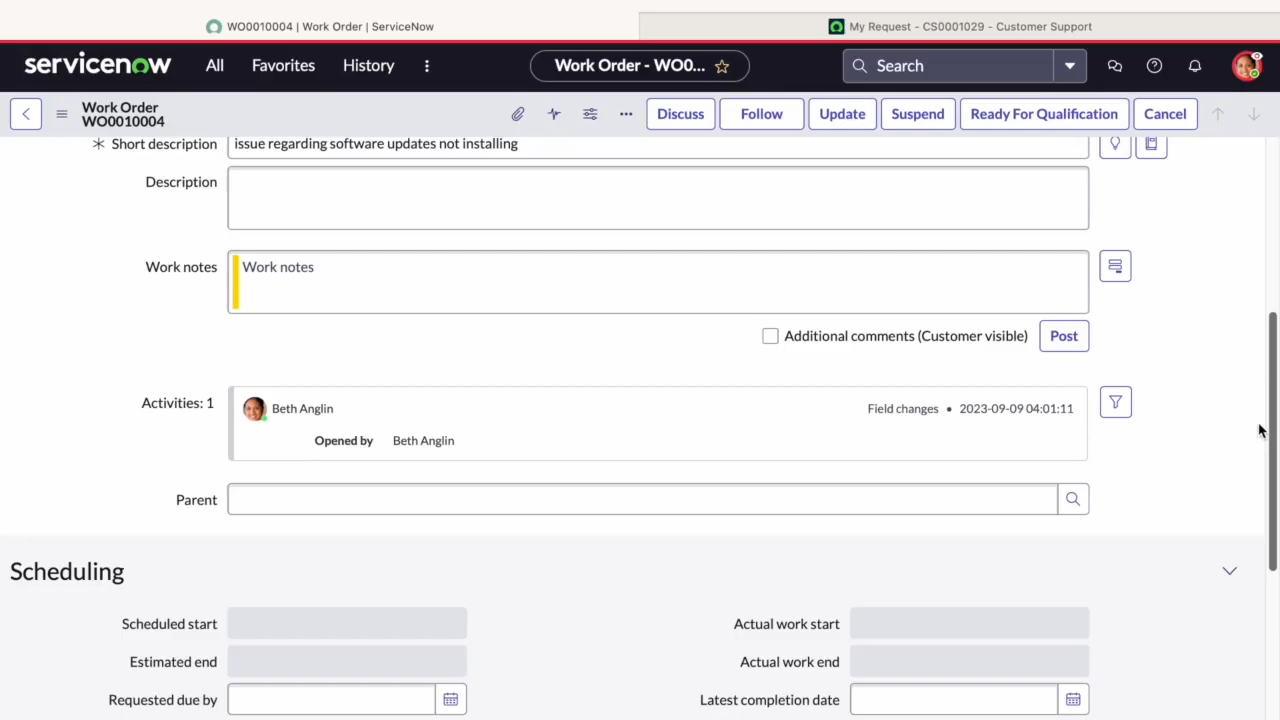 WO0010004 | Work Order | ServiceNow
My Request - CS0001029 - Customer Support
servicenow
All
Favorites
History
Work Order - WO0...
Search
Work Order
WO0010004
Discuss
Follow
Update
Suspend
Ready For Qualification
Cancel
Short description
issue regarding software updates not installing
Description
Work notes
Work notes
Additional comments (Customer visible)
Post
Activities: 1
Beth Anglin
Field changes • 2023-09-09 04:01:11
Opened by Beth Anglin
Parent
Scheduling
Scheduled start
Actual work start
Estimated end
Actual work end
Requested due by
Latest completion date